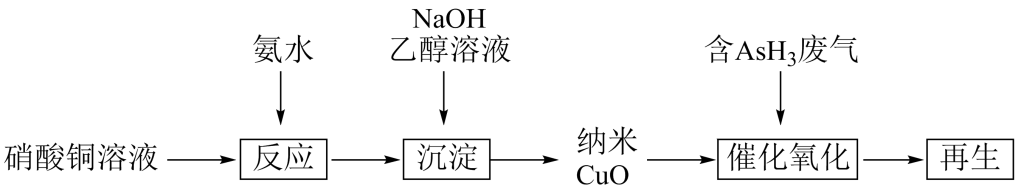 NaOH
氨水
乙醇溶液
含AsH₃废气
硝酸铜溶液
反应
沉淀
纳米
CuO
催化氧化
再生